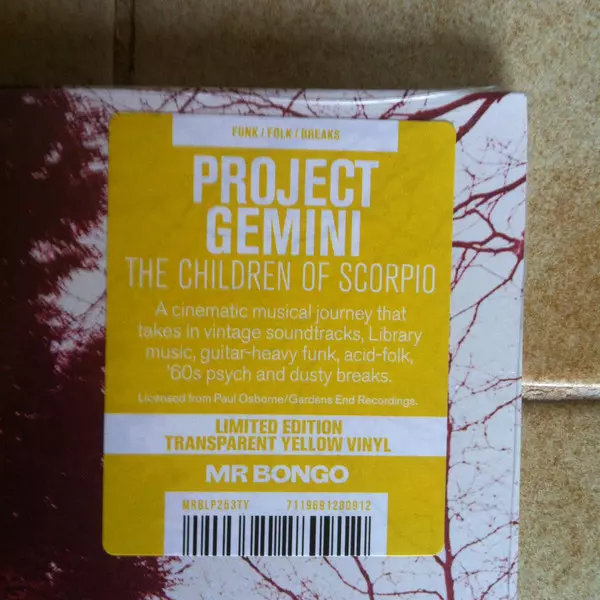 FUNK / FOLK / BREAKS
PROJECT
GEMINI
THE CHILDREN OF SCORPIO
A cinematic musical journey that
takes in vintage soundtracks, Library
music, guitar-heavy funk, acid-folk,
'60s psych and dusty breaks.
Licensed from Paul Osborne/Gardens End Recordings.
LIMITED EDITION
TRANSPARENT YELLOW VINYL
MR BONGO
MRBLP253TY 7119691280912